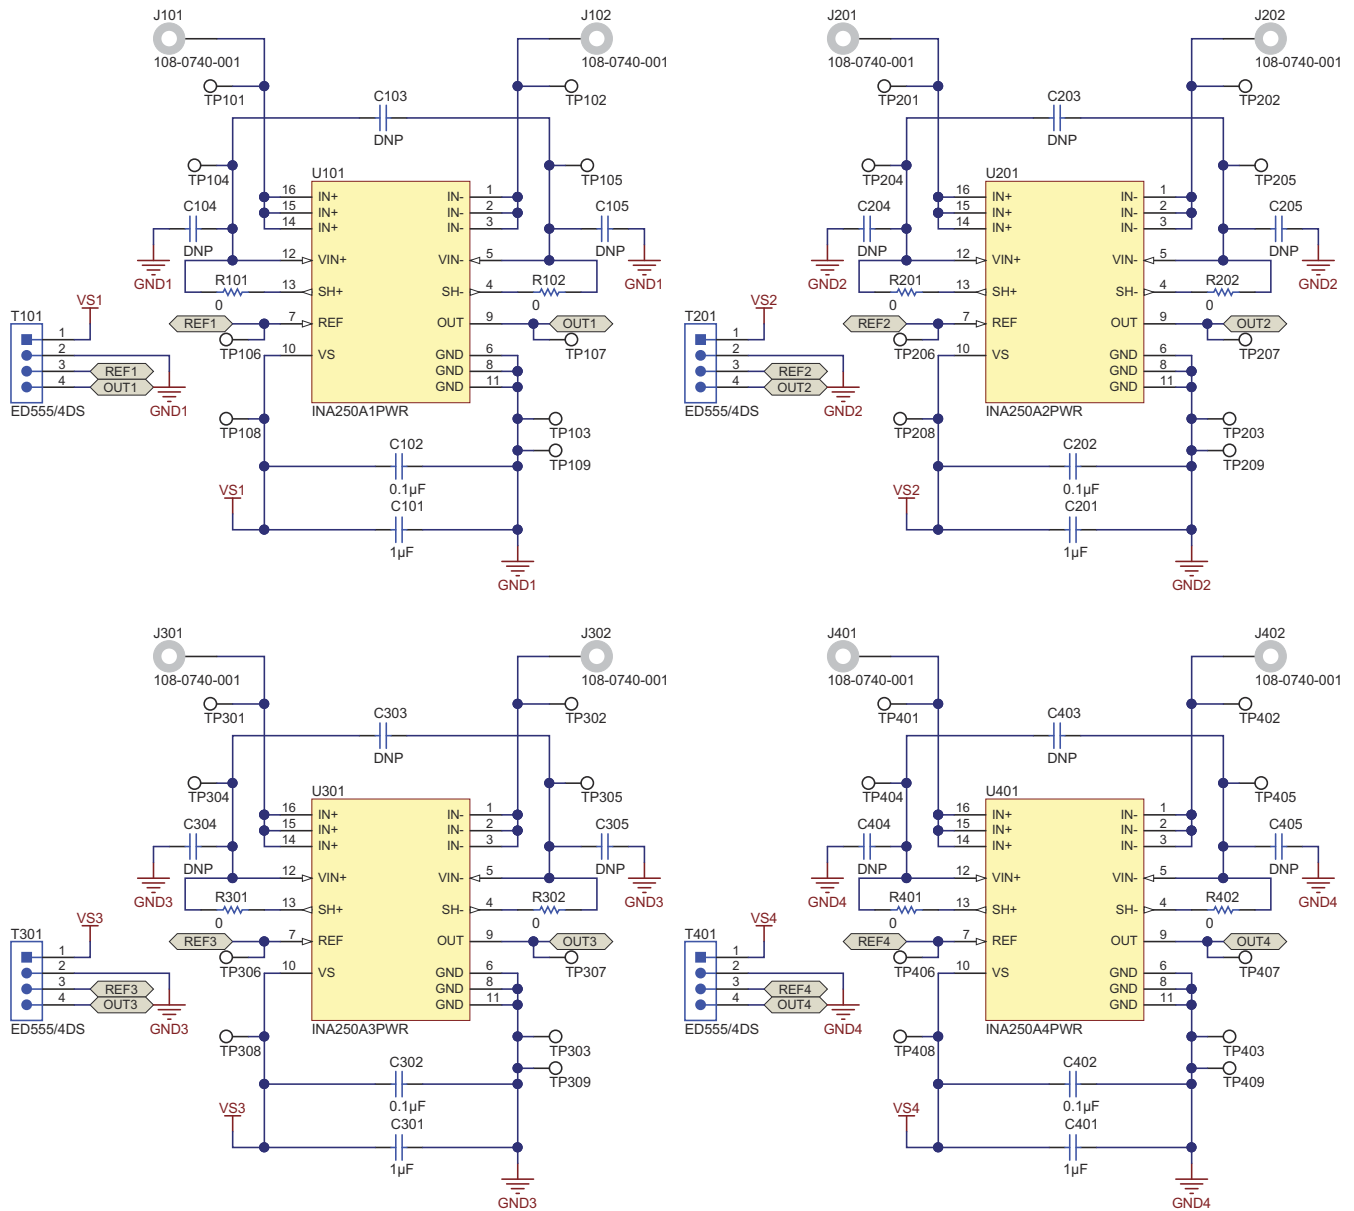 J101
108-0740-001
TP101
J102
108-0740-001
TP102
C103
DNP
TP104
TP105
C104
DNP
GND1
C105
DNP
GND1
U101
16 IN+ IN- 1
15 IN+ IN- 2
14 IN+ IN- 3
12 VIN+ VIN- 5
R101
0
13 SH+ SH- 4
R102
0
REF1 7 REF OUT 9 OUT1
TP106
TP107
10 VS GND 6
GND 8
GND 11
INA250A1PWR
T101
VS1
1
2
3 REF1
4 OUT1
GND1
ED555/4DS
TP108
TP103
TP109
C102
0.1µF
VS1
C101
1µF
GND1
J201
108-0740-001
TP201
J202
108-0740-001
TP202
C203
DNP
TP204
TP205
C204
DNP
GND2
C205
DNP
GND2
U201
16 IN+ IN- 1
15 IN+ IN- 2
14 IN+ IN- 3
12 VIN+ VIN- 5
R201
0
13 SH+ SH- 4
R202
0
REF2 7 REF OUT 9 OUT2
TP206
TP207
10 VS GND 6
GND 8
GND 11
INA250A2PWR
T201
VS2
1
2
3 REF2
4 OUT2
GND2
ED555/4DS
TP208
TP203
TP209
C202
0.1µF
VS2
C201
1µF
GND2
J301
108-0740-001
TP301
J302
108-0740-001
TP302
C303
DNP
TP304
TP305
C304
DNP
GND3
C305
DNP
GND3
U301
16 IN+ IN- 1
15 IN+ IN- 2
14 IN+ IN- 3
12 VIN+ VIN- 5
R301
0
13 SH+ SH- 4
R302
0
REF3 7 REF OUT 9 OUT3
TP306
TP307
10 VS GND 6
GND 8
GND 11
INA250A3PWR
T301
VS3
1
2
3 REF3
4 OUT3
GND3
ED555/4DS
TP308
TP303
TP309
C302
0.1µF
VS3
C301
1µF
GND3
J401
108-0740-001
TP401
J402
108-0740-001
TP402
C403
DNP
TP404
TP405
C404
DNP
GND4
C405
DNP
GND4
U401
16 IN+ IN- 1
15 IN+ IN- 2
14 IN+ IN- 3
12 VIN+ VIN- 5
R401
0
13 SH+ SH- 4
R402
0
REF4 7 REF OUT 9 OUT4
TP406
TP407
10 VS GND 6
GND 8
GND 11
INA250A4PWR
T401
VS4
1
2
3 REF4
4 OUT4
GND4
ED555/4DS
TP408
TP403
TP409
C402
0.1µF
VS4
C401
1µF
GND4